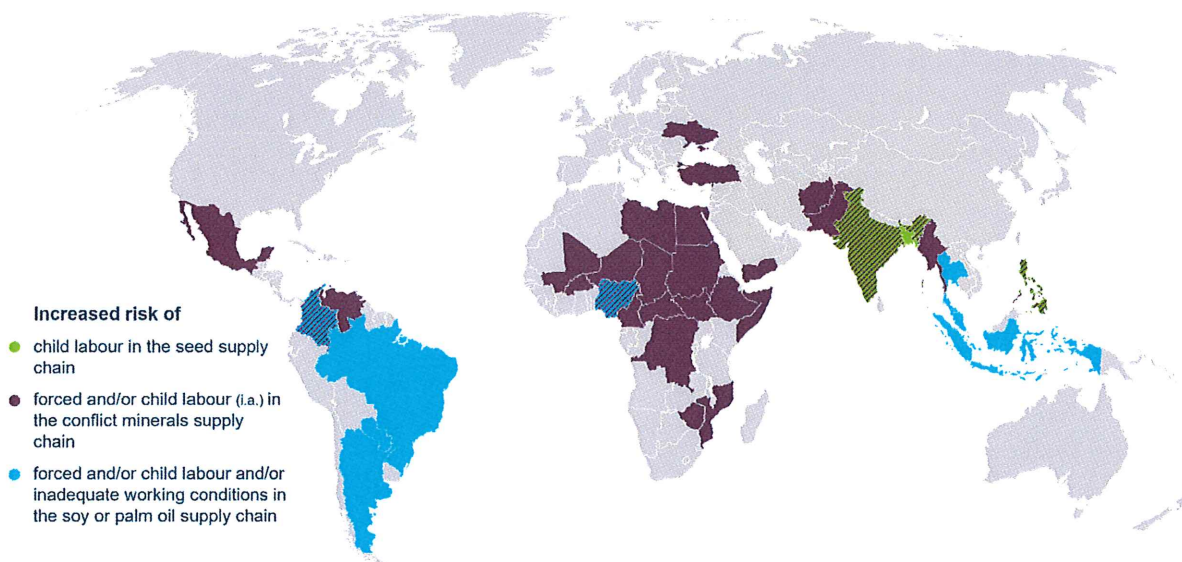 Increased risk of
child labour in the seed supply
chain
forced and/or child labour (i.a.) in
the conflict minerals supply
chain
forced and/or child labour and/or
inadequate working conditions in
the soy or palm oil supply chain